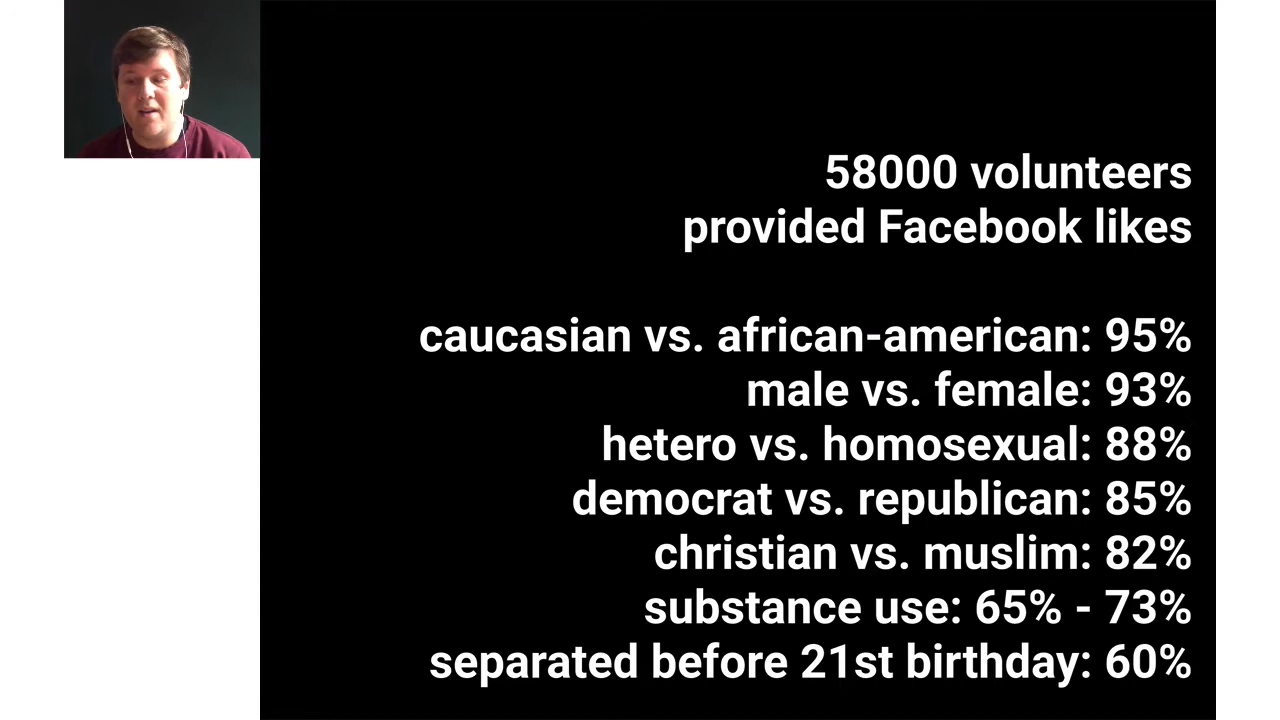 58000 volunteers
provided Facebook likes
caucasian vs. african-american: 95%
male vs. female: 93%
hetero vs. homosexual: 88%
democrat vs. republican: 85%
christian vs. muslim: 82%
substance use: 65% - 73%
separated before 21st birthday: 60%